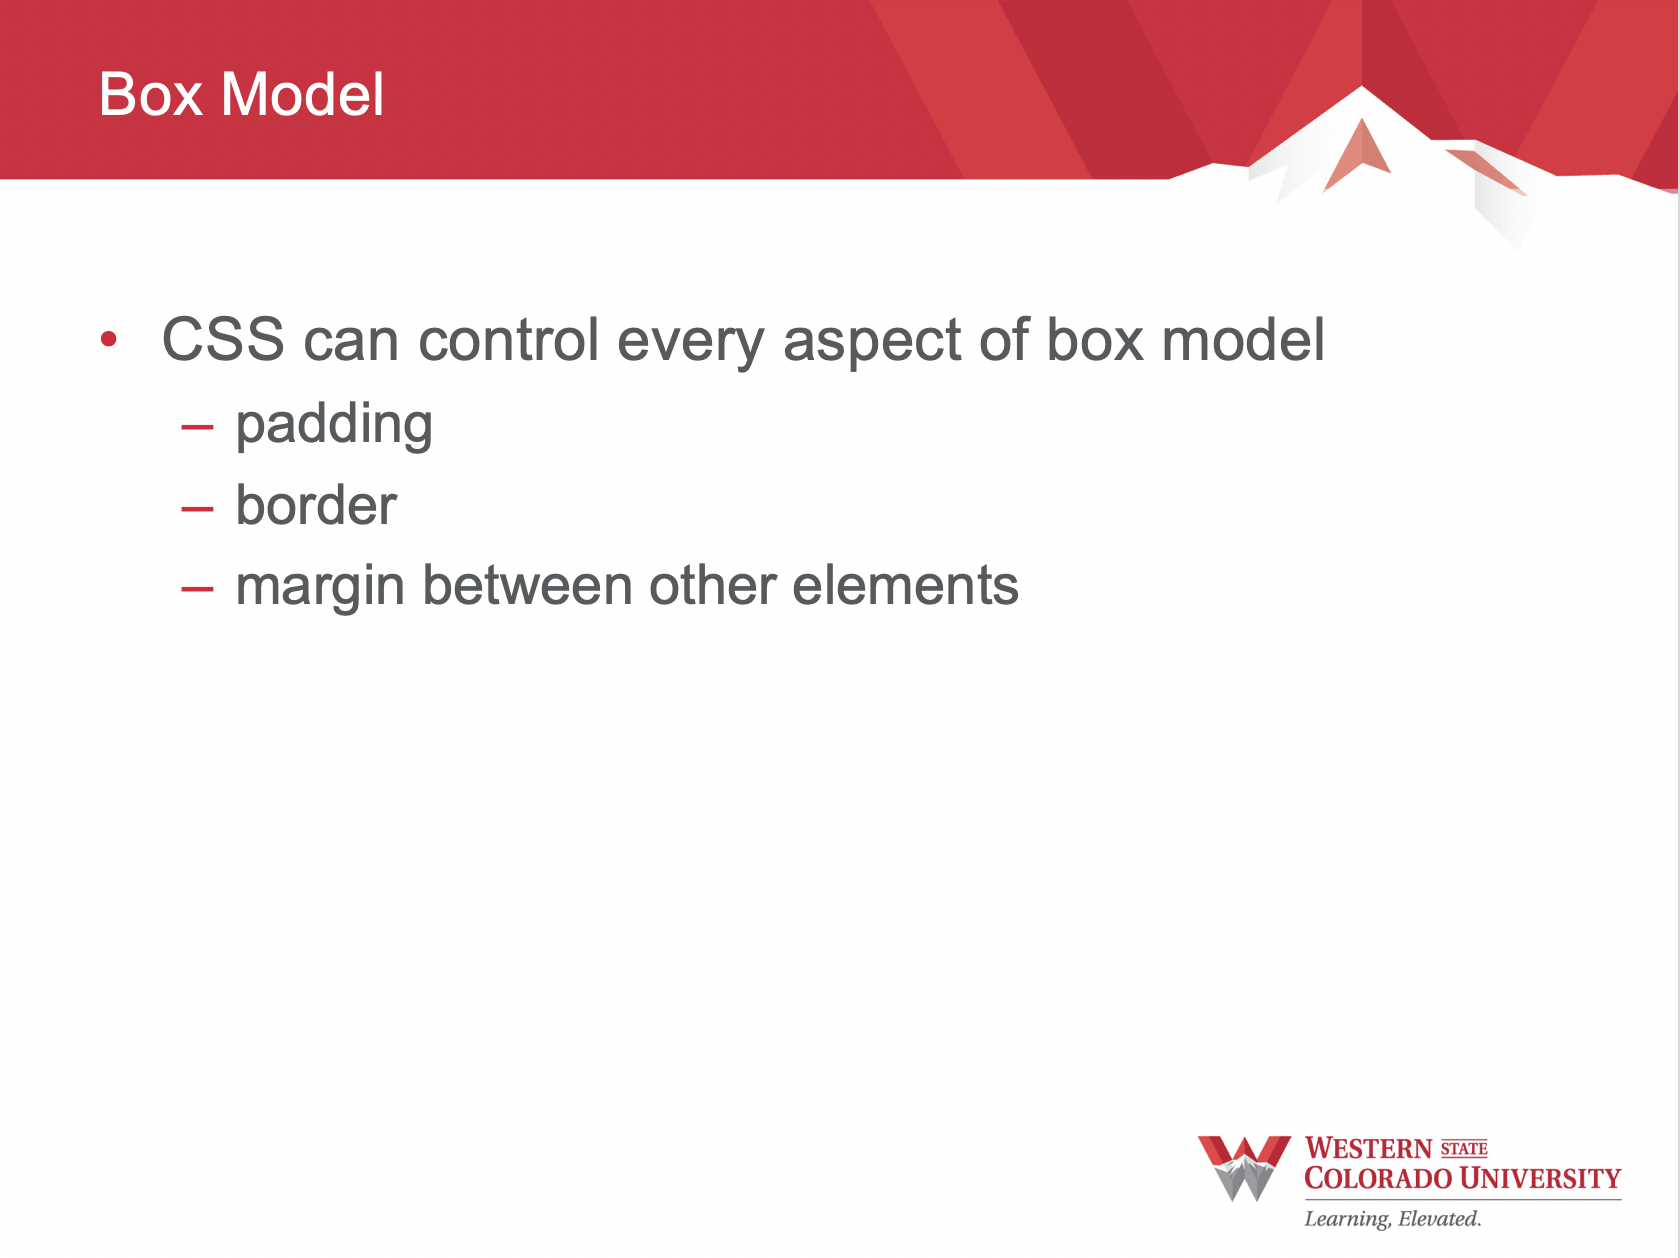 Box Model
• CSS can control every aspect of box model
– padding
– border
– margin between other elements
WESTERN STATE
COLORADO UNIVERSITY
Learning, Elevated.